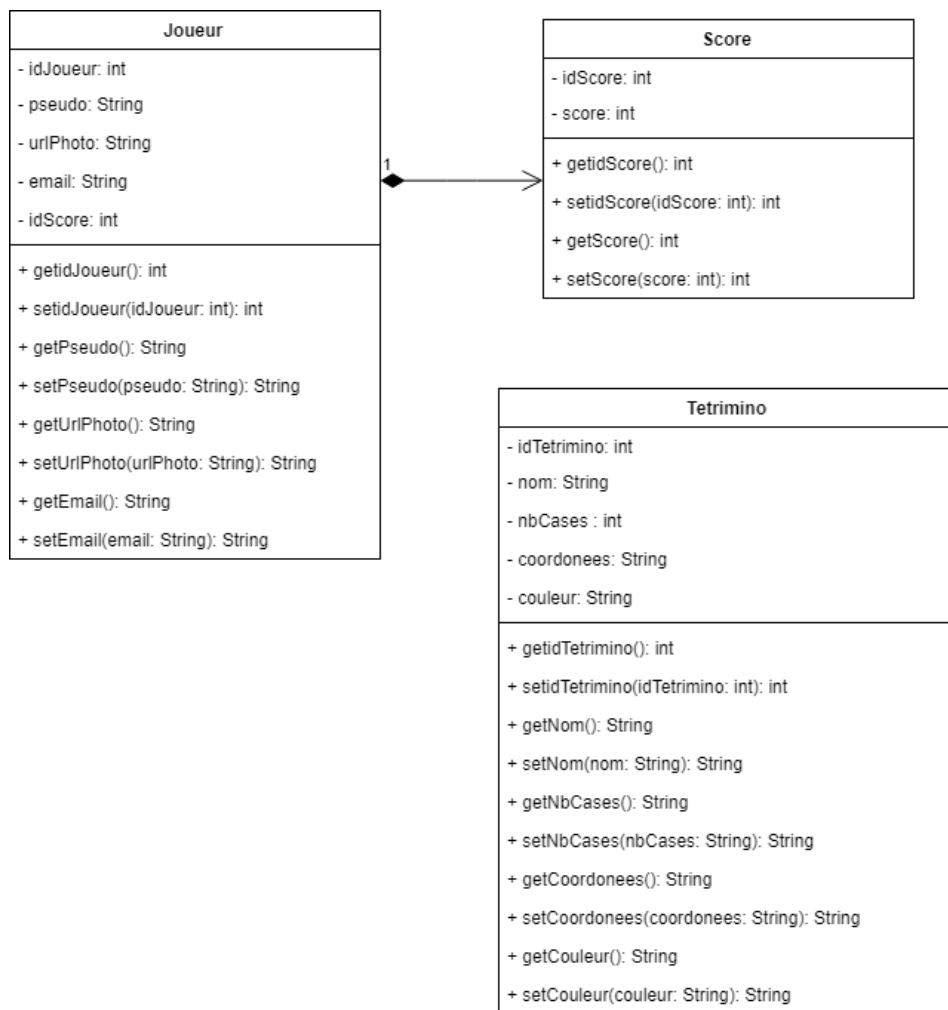 Joueur
- idJoueur: int
- pseudo: String
- urlPhoto: String
- email: String
- idScore: int
+ getidJoueur(): int
+ setidJoueur(idJoueur: int): int
+ getPseudo(): String
+ setPseudo(pseudo: String): String
+ getUrlPhoto(): String
+ setUrlPhoto(urlPhoto: String): String
+ getEmail(): String
+ setEmail(email: String): String
1
Score
- idScore: int
- score: int
+ getidScore(): int
+ setidScore(idScore: int): int
+ getScore(): int
+ setScore(score: int): int
Tetrimino
- idTetrimino: int
- nom: String
- nbCases : int
- coordonees: String
- couleur: String
+ getidTetrimino(): int
+ setidTetrimino(idTetrimino: int): int
+ getNom(): String
+ setNom(nom: String): String
+ getNbCases(): String
+ setNbCases(nbCases: String): String
+ getCoordonees(): String
+ setCoordonees(coordonees: String): String
+ getCouleur(): String
+ setCouleur(couleur: String): String